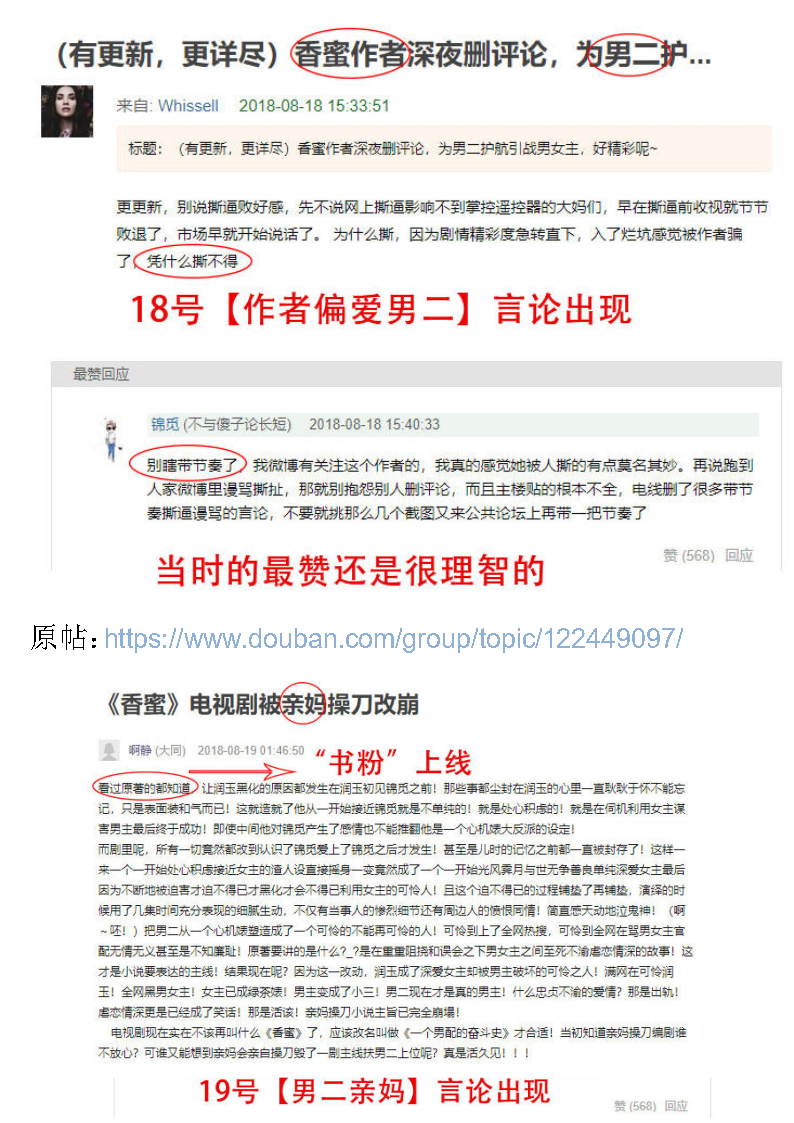 （有更新，更详尽）香蜜作者深夜删评论，为男二护...
来自: Whissell 2018-08-18 15:33:51
标题：（有更新，更详尽）香蜜作者深夜删评论，为男二护航引战男女主，好精彩呢~
更更新，别说撕逼败好感，先不说网上撕逼影响不到掌控遥控器的大妈们，早在撕逼前收视就节节
败退了，市场早就开始说话了。 为什么撕，因为剧情精彩度急转直下，入了烂坑感觉被作者骗
了，凭什么撕不得
18号【作者偏爱男二】言论出现
最赞回应
锦觅 (不与傻子论长短) 2018-08-18 15:40:33
别瞎带节奏了，我微博有关注这个作者的，我真的感觉她被人撕的有点莫名其妙。再说跑到
人家微博里谩骂撕扯，那就别抱怨别人删评论，而且主楼贴的根本不全，电线删了很多带节
奏撕逼谩骂的言论，不要就挑那么几个截图又来公共论坛上再带一把节奏了
赞 (568) 回应
当时的最赞还是很理智的
原帖：https://www.douban.com/group/topic/122449097/
《香蜜》电视剧被亲妈操刀改崩
啊静 (大同) 2018-08-19 01:46:50
“书粉”上线
看过原著的都知道，让润玉黑化的原因都发生在润玉初见锦觅之前！那些事都尘封在润玉的心里一直耿耿于怀不能忘
记，只是表面装和气而已！这就造就了他从一开始接近锦觅就是不单纯的！就是处心积虑的！就是在伺机利用女主谋
害男主最后终于成功！即使中间他对锦觅产生了感情也不能推翻他是一个心机婊大反派的设定！
而剧里呢，所有一切竟然都改到认识了锦觅爱上了锦觅之后才发生！甚至是儿时的记忆之前都一直被封存了！这样一
来一个一开始处心积虑接近女主的渣人设直接摇身一变竟然成了一个一开始光风霁月与世无争善良单纯深爱女主最后
因为不断地被迫害才迫不得已才黑化才会不得已利用女主的可怜人！且这个迫不得已的过程铺垫了再铺垫，演绎的时
候用了几集时间充分表现的细腻生动，不仅有当事人的惨烈细节还有周边人的愤恨同情！简直感天动地泣鬼神！（啊
~呸！）把男二从一个心机婊塑造成了一个可怜的不能再可怜的人！可怜到上了全网热搜，可怜到全网在骂男女主官
配无情无义甚至是不知廉耻！原著要讲的是什么?_?是在重重阻挠和误会之下男女主之间至死不渝虐恋情深的故事！这
才是小说要表达的主线！结果现在呢？因为这一改动，润玉成了深爱女主却被男主破坏的可怜之人！满网在可怜润
玉！全网黑男女主！女主已成绿茶婊！男主变成了小三！男二现在才是真的男主！什么忠贞不渝的爱情？那是出轨！
虐恋情深更是已经成了笑话！那是活该！亲妈操刀小说主旨已完全崩塌！
电视剧现在实在不该再叫什么《香蜜》了，应该改名叫做《一个男配的奋斗史》才合适！当初知道亲妈操刀编剧谁
不放心？可谁又能想到亲妈会亲自操刀毁了一剧主线扶男二上位呢？真是活久见！！！
19号【男二亲妈】言论出现
赞 (568) 回应